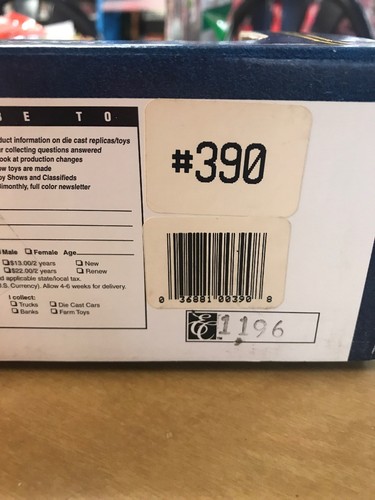 BE TO
duct information on die cast replicas/toys
r collecting questions answered
ook at production changes
ow toys are made
oy Shows and Classifieds
imonthly, full color newsletter
Male Female Age
$13.00/2 years New
$22.00/2 years Renew
d applicable state/local tax.
.S. Currency). Allow 4-6 weeks for delivery.
I collect:
Trucks Die Cast Cars
Banks Farm Toys
#390
0 36881 00390 8
E 1196